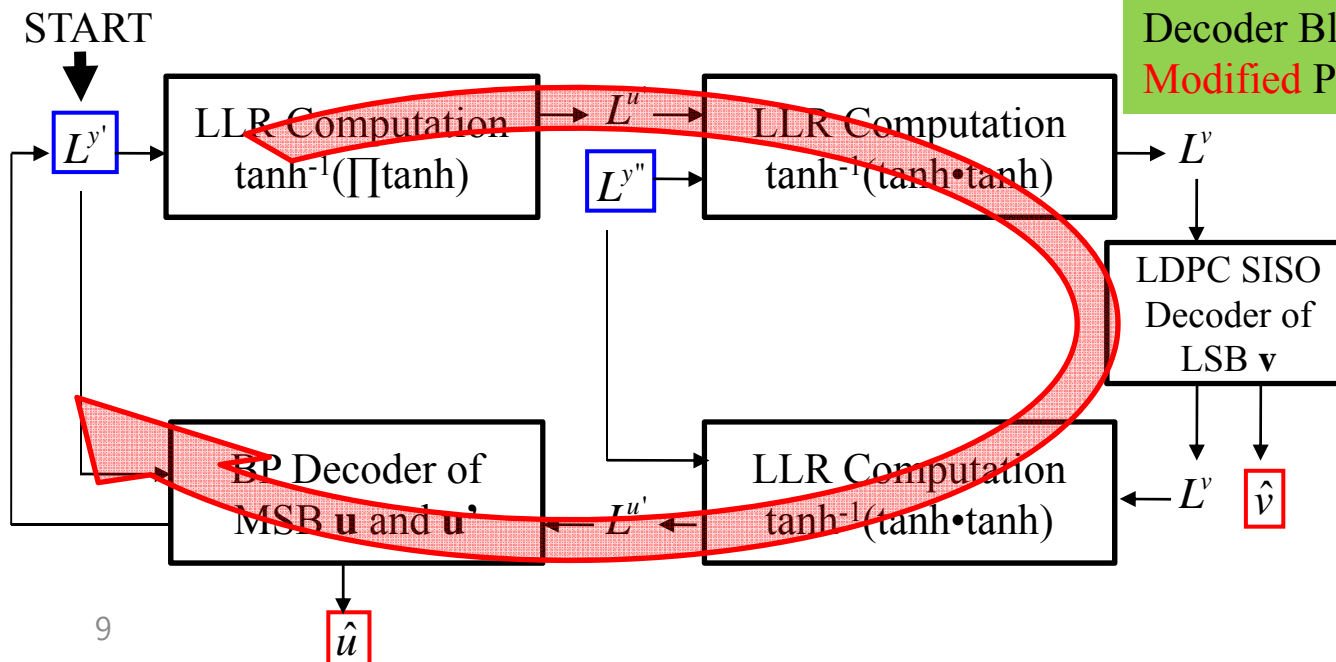 START
Decoder Bl
Modified P
L^{y'}
LLR Computation
tanh⁻¹(∏tanh)
L^{u'}
L^{y''}
LLR Computation
tanh⁻¹(tanh•tanh)
L^{v}
LDPC SISO
Decoder of
LSB v
BP Decoder of
MSB u and u’
L^{u'}
LLR Computation
tanh⁻¹(tanh•tanh)
L^{v}
v̂
û
9